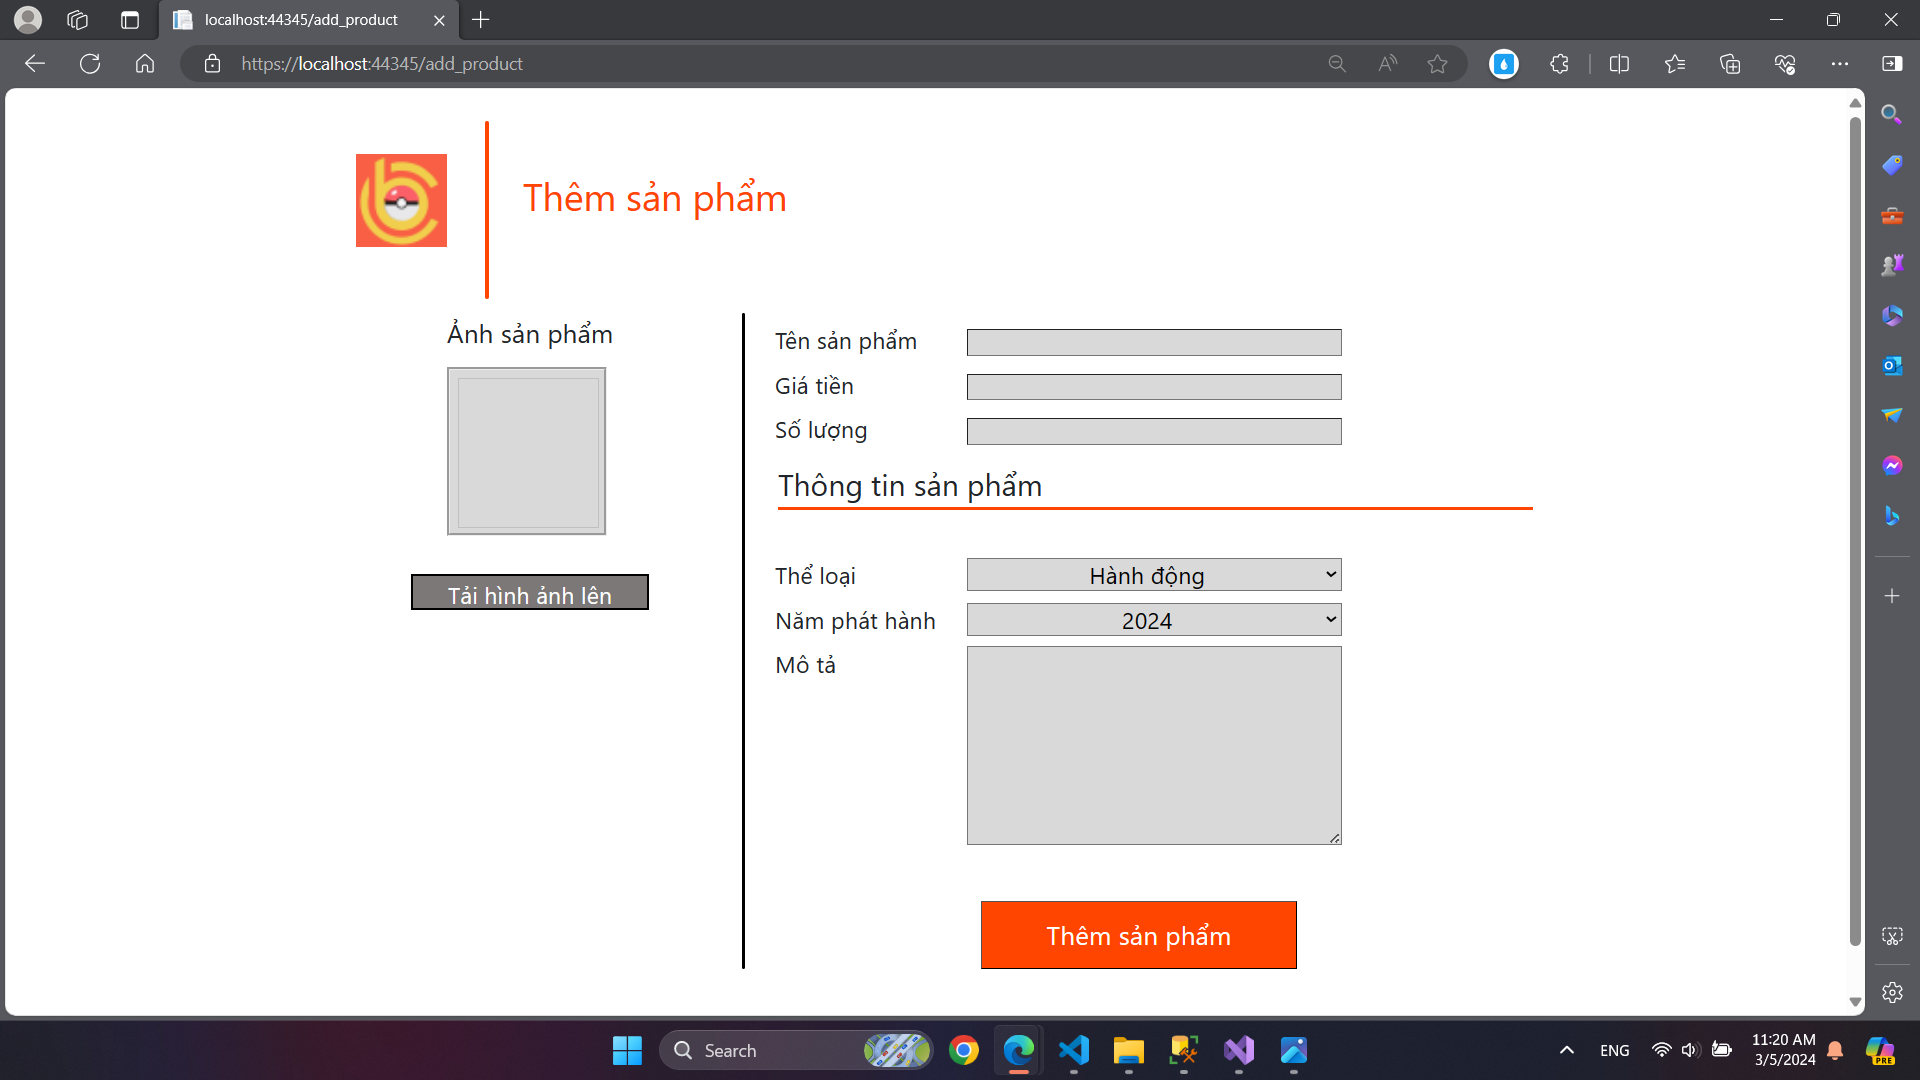 localhost:44345/add_product
https://localhost:44345/add_product
Thêm sản phẩm
Ảnh sản phẩm
Tải hình ảnh lên
Tên sản phẩm
Giá tiền
Số lượng
Thông tin sản phẩm
Thể loại
Hành động
Năm phát hành
2024
Mô tả
Thêm sản phẩm
Search
ENG
11:20 AM
3/5/2024
PRE